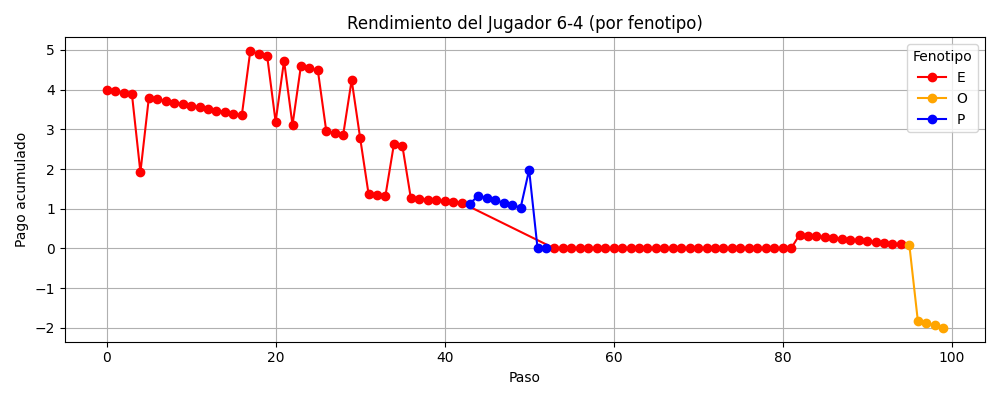 Rendimiento del Jugador 6-4 (por fenotipo)
Pago acumulado
5
4
3
2
1
0
−1
−2
Fenotipo
E
O
P
0 20 40 60 80 100
Paso